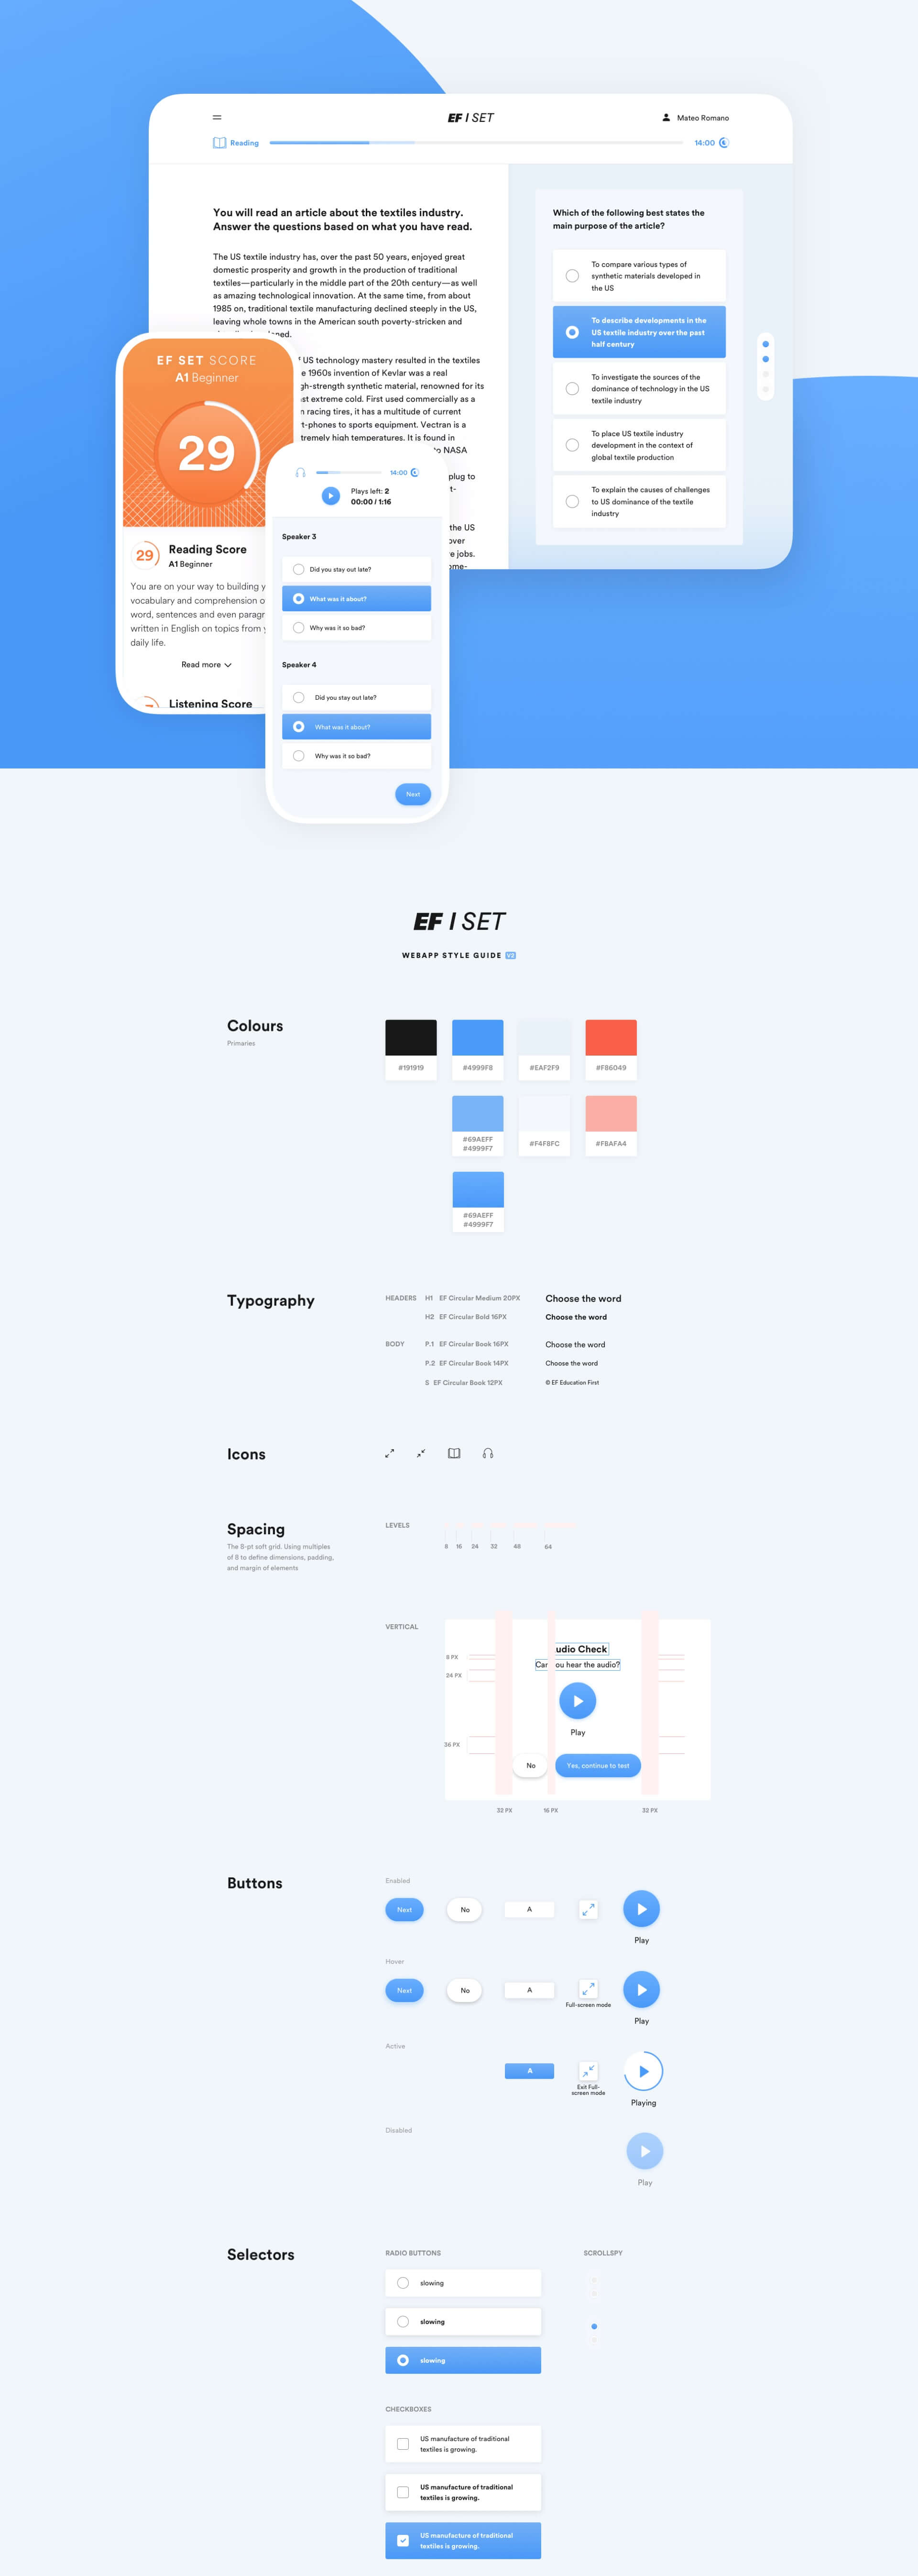 EF | SET
Mateo Romano
Reading
14:00
You will read an article about the textiles industry.
Answer the questions based on what you have read.
The US textile industry has, over the past 50 years, enjoyed great
domestic prosperity and growth in the production of traditional
textiles—particularly in the middle part of the 20th century—as well
as amazing technological innovation. At the same time, from about
1985 on, traditional textile manufacturing declined steeply in the US,
leaving whole towns in the American south poverty-stricken and
US technology mastery resulted in the textiles
e 1960s invention of Kevlar was a real
gh-strength synthetic material, renowned for its
st extreme cold. First used commercially as a
n racing tires, it has a multitude of current
t-phones to sports equipment. Vectran is a
tremely high temperatures. It is found in
to NASA
plug to
t-
the US
over
e jobs.
ome-
Which of the following best states the
main purpose of the article?
To compare various types of
synthetic materials developed in
the US
To describe developments in the
US textile industry over the past
half century
To investigate the sources of the
dominance of technology in the US
textile industry
To place US textile industry
development in the context of
global textile production
To explain the causes of challenges
to US dominance of the textile
industry
EF SET SCORE
A1 Beginner
29
29
Reading Score
A1 Beginner
You are on your way to building y
vocabulary and comprehension o
word, sentences and even paragr
written in English on topics from y
daily life.
Read more
Listening Score
14:00
Plays left: 2
00:00 / 1:16
Speaker 3
Did you stay out late?
What was it about?
Why was it so bad?
Speaker 4
Did you stay out late?
What was it about?
Why was it so bad?
Next
EF | SET
WEBAPP STYLE GUIDE V2
Colours
Primaries
#191919
#4999F8
#EAF2F9
#F86049
#69AEFF
#4999F7
#F4F8FC
#FBAFA4
#69AEFF
#4999F7
Typography
HEADERS H1 EF Circular Medium 20PX Choose the word
H2 EF Circular Bold 16PX Choose the word
BODY P.1 EF Circular Book 16PX Choose the word
P.2 EF Circular Book 14PX Choose the word
S EF Circular Book 12PX © EF Education First
Icons
Spacing
The 8-pt soft grid. Using multiples
of 8 to define dimensions, padding,
and margin of elements
LEVELS
8 16 24 32 48 64
VERTICAL
8 PX
24 PX
36 PX
udio Check
Can ou hear the audio?
Play
No
Yes, continue to test
32 PX 16 PX 32 PX
Buttons
Enabled
Next No A
Play
Hover
Next No A
Full-screen mode
Play
Active
A
Exit Full-
screen mode
Playing
Disabled
Play
Selectors
RADIO BUTTONS
slowing
slowing
slowing
SCROLLSPY
CHECKBOXES
US manufacture of traditional
textiles is growing.
US manufacture of traditional
textiles is growing.
US manufacture of traditional
textiles is growing.